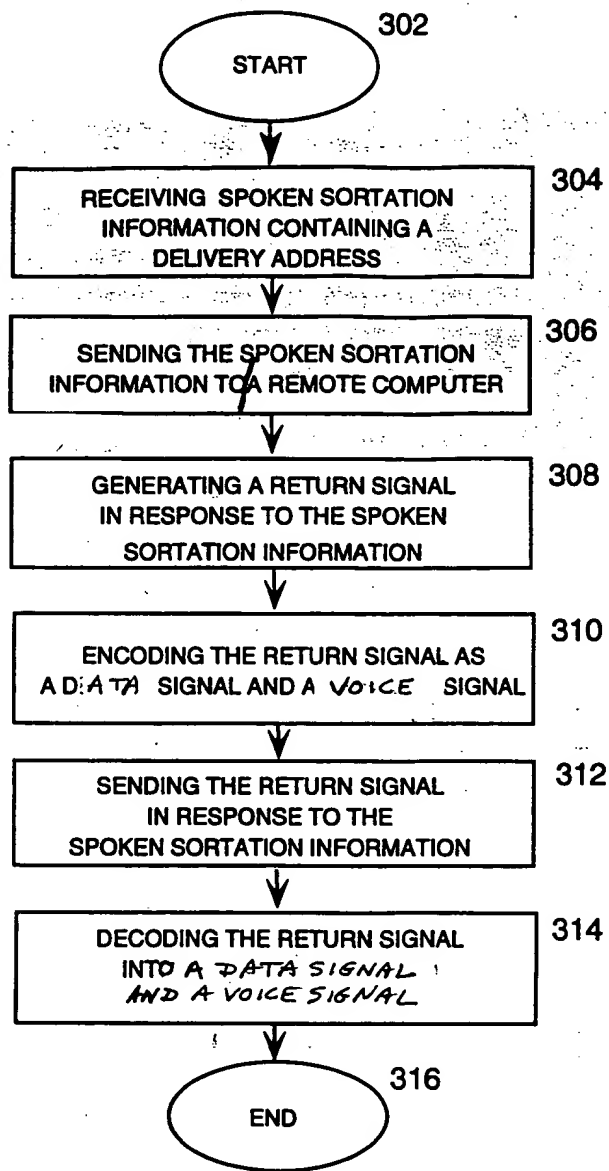 302
START
304
RECEIVING SPOKEN SORTATION
INFORMATION CONTAINING A
DELIVERY ADDRESS
306
SENDING THE SPOKEN SORTATION
INFORMATION TO/A REMOTE COMPUTER
308
GENERATING A RETURN SIGNAL
IN RESPONSE TO THE SPOKEN
SORTATION INFORMATION
310
ENCODING THE RETURN SIGNAL AS
A DATA SIGNAL AND A VOICE SIGNAL
312
SENDING THE RETURN SIGNAL
IN RESPONSE TO THE
SPOKEN SORTATION INFORMATION
314
DECODING THE RETURN SIGNAL
INTO A DATA SIGNAL
AND A VOICE SIGNAL
316
END